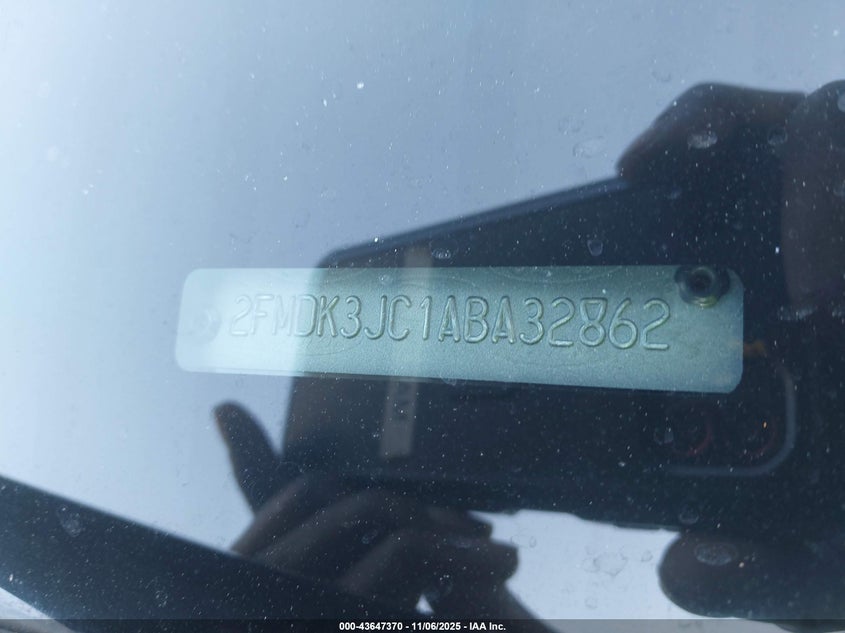 2FMDK3JC1ABA32862
000-43647370 - 11/06/2025 - IAA Inc.